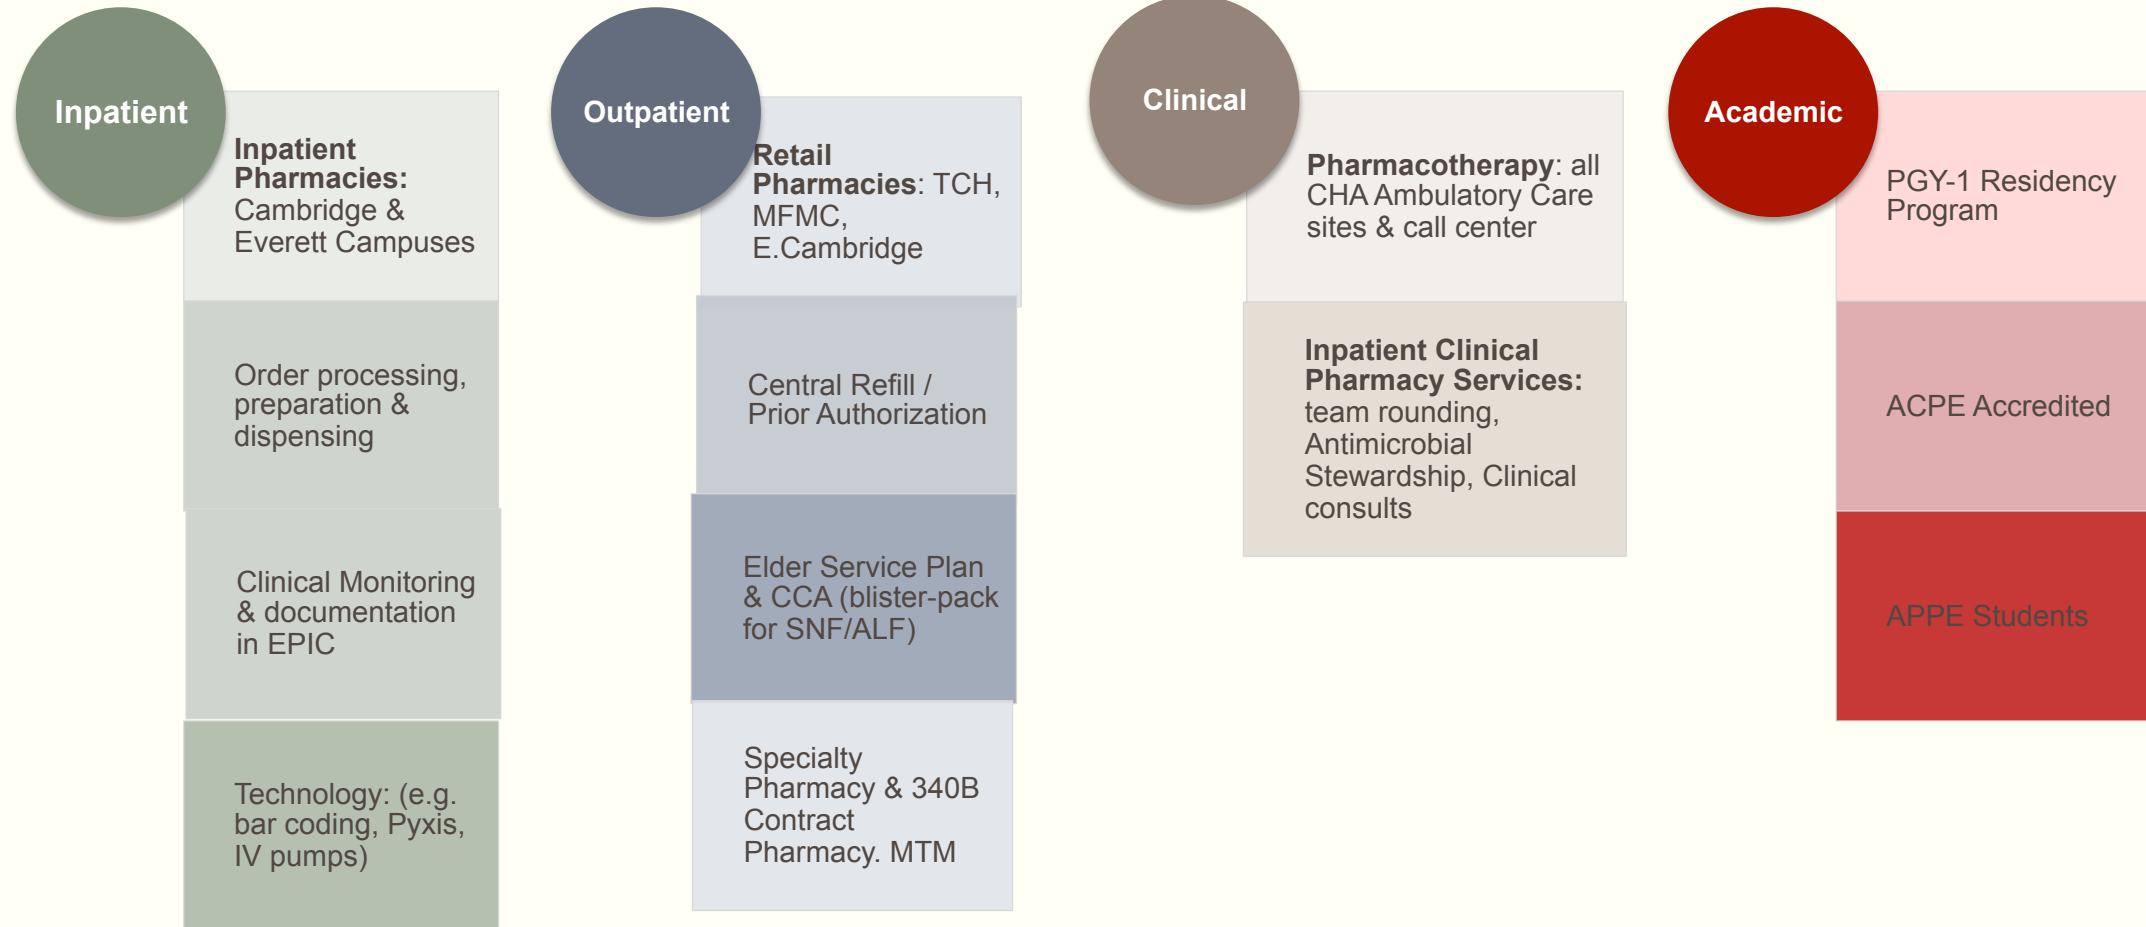 Inpatient
Inpatient
Pharmacies:
Cambridge &
Everett Campuses
Order processing,
preparation &
dispensing
Clinical Monitoring
& documentation
in EPIC
Technology: (e.g.
bar coding, Pyxis,
IV pumps)
Outpatient
Retail
Pharmacies: TCH,
MFMC,
E.Cambridge
Central Refill /
Prior Authorization
Elder Service Plan
& CCA (blister-pack
for SNF/ALF)
Specialty
Pharmacy & 340B
Contract
Pharmacy. MTM
Clinical
Pharmacotherapy: all
CHA Ambulatory Care
sites & call center
Inpatient Clinical
Pharmacy Services:
team rounding,
Antimicrobial
Stewardship, Clinical
consults
Academic
PGY-1 Residency
Program
ACPE Accredited
APPE Students